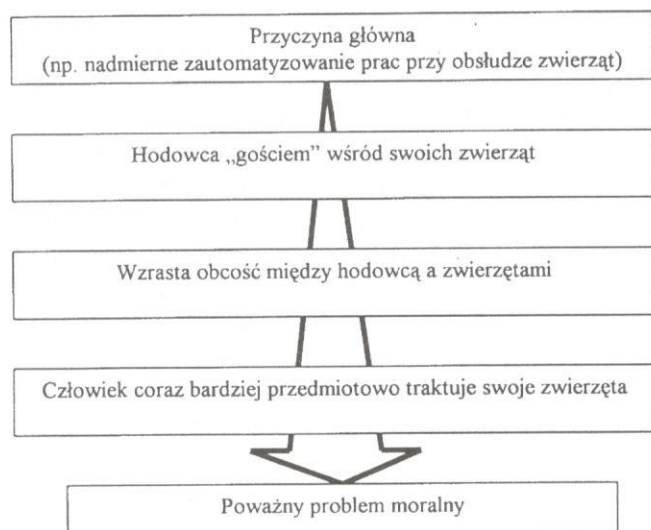 Przyczyna główna
(np. nadmierne zautomatyzowanie prac przy obsłudze zwierząt)
Hodowca „gościem” wśród swoich zwierząt
Wzrasta obcość między hodowcą a zwierzętami
Człowiek coraz bardziej przedmiotowo traktuje swoje zwierzęta
Poważny problem moralny